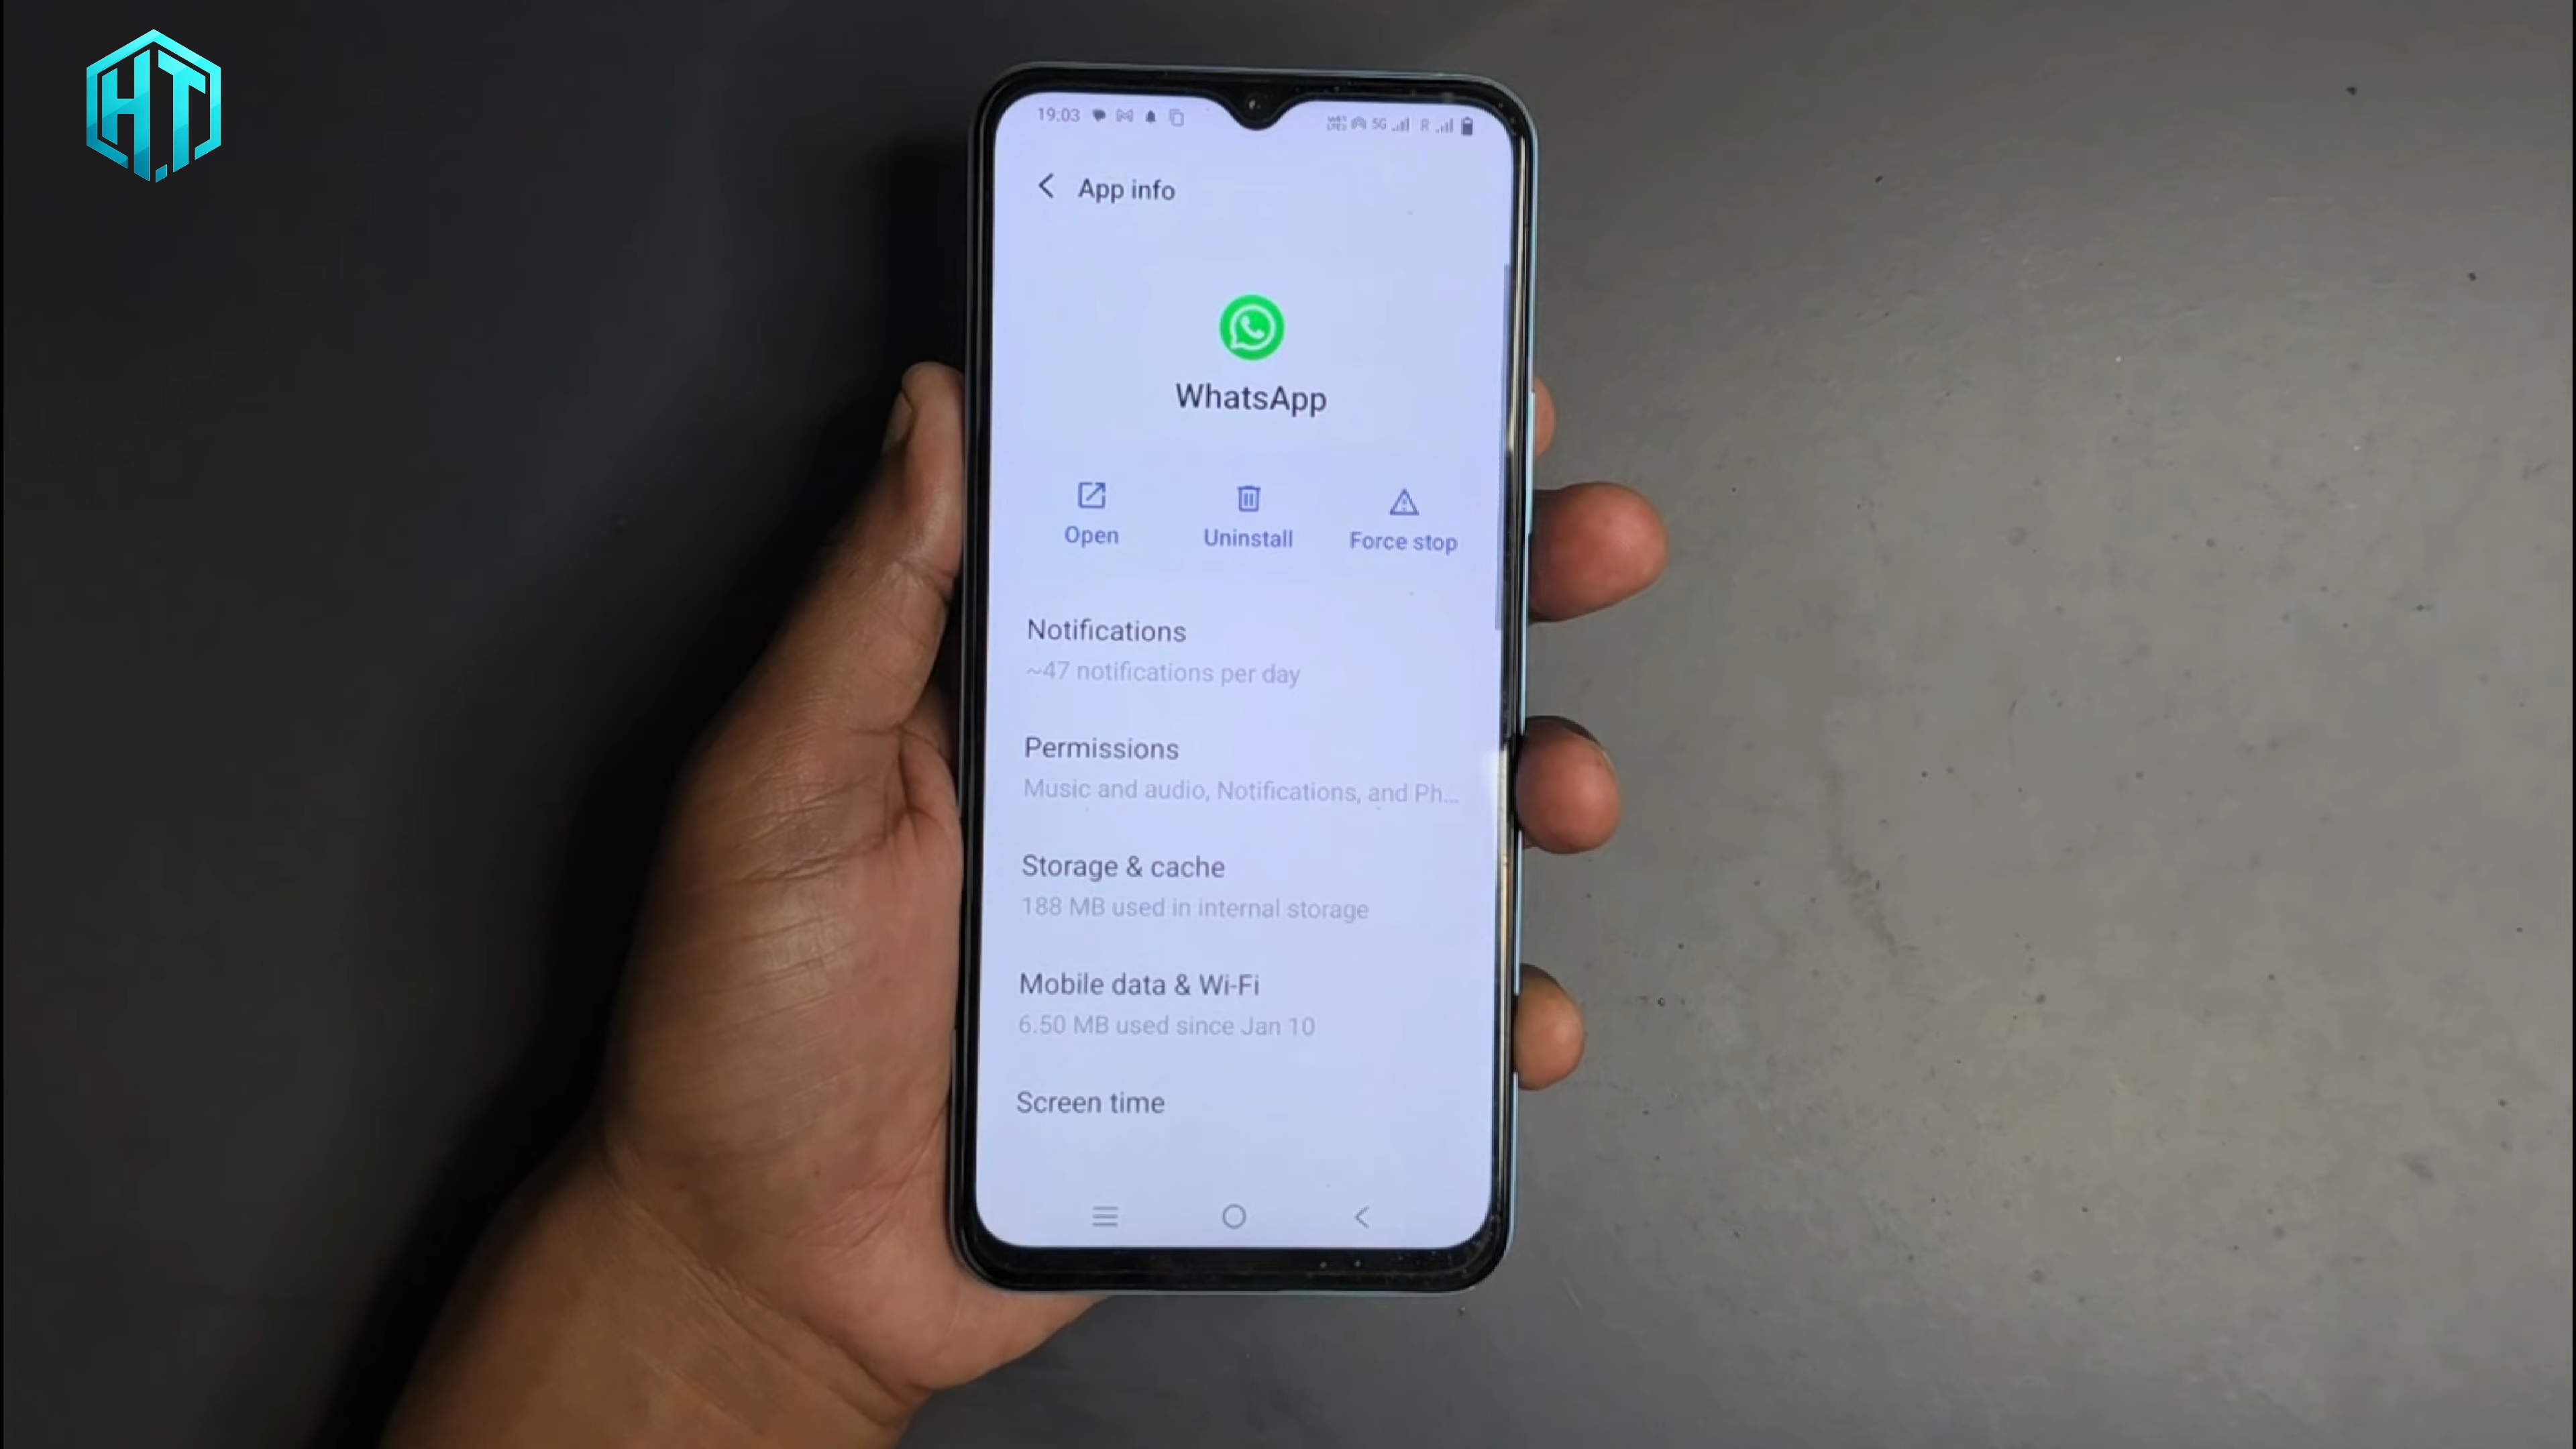 H.T
19:03 5G R
App info
WhatsApp
Open Uninstall Force stop
Notifications
~47 notifications per day
Permissions
Music and audio, Notifications, and Ph...
Storage & cache
188 MB used in internal storage
Mobile data & Wi-Fi
6.50 MB used since Jan 10
Screen time